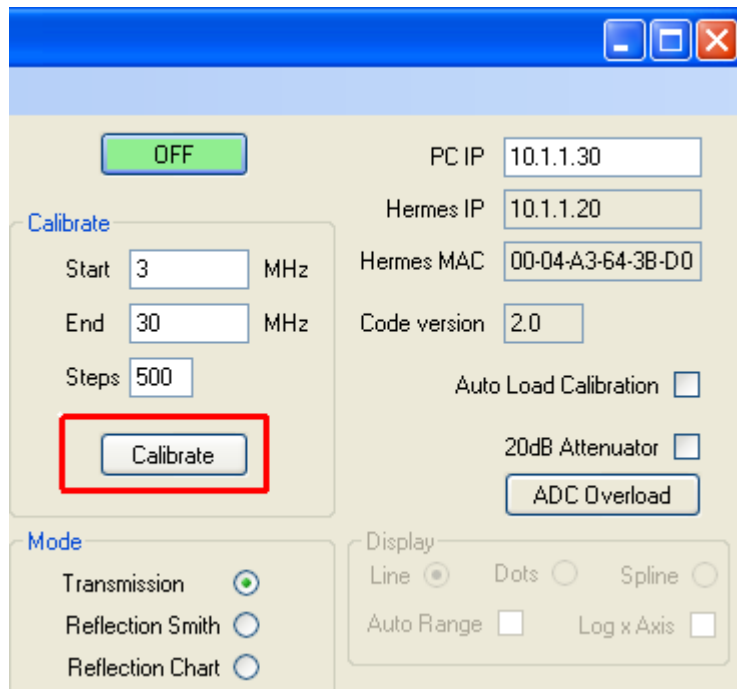 OFF
PC IP 10.1.1.30
Hermes IP 10.1.1.20
Calibrate
Start 3 MHz
Hermes MAC 00-04-A3-64-3B-D0
End 30 MHz
Code version 2.0
Steps 500
Auto Load Calibration
Calibrate
20dB Attenuator
ADC Overload
Mode
Display
Transmission
Line Dots Spline
Reflection Smith
Auto Range Log x Axis
Reflection Chart